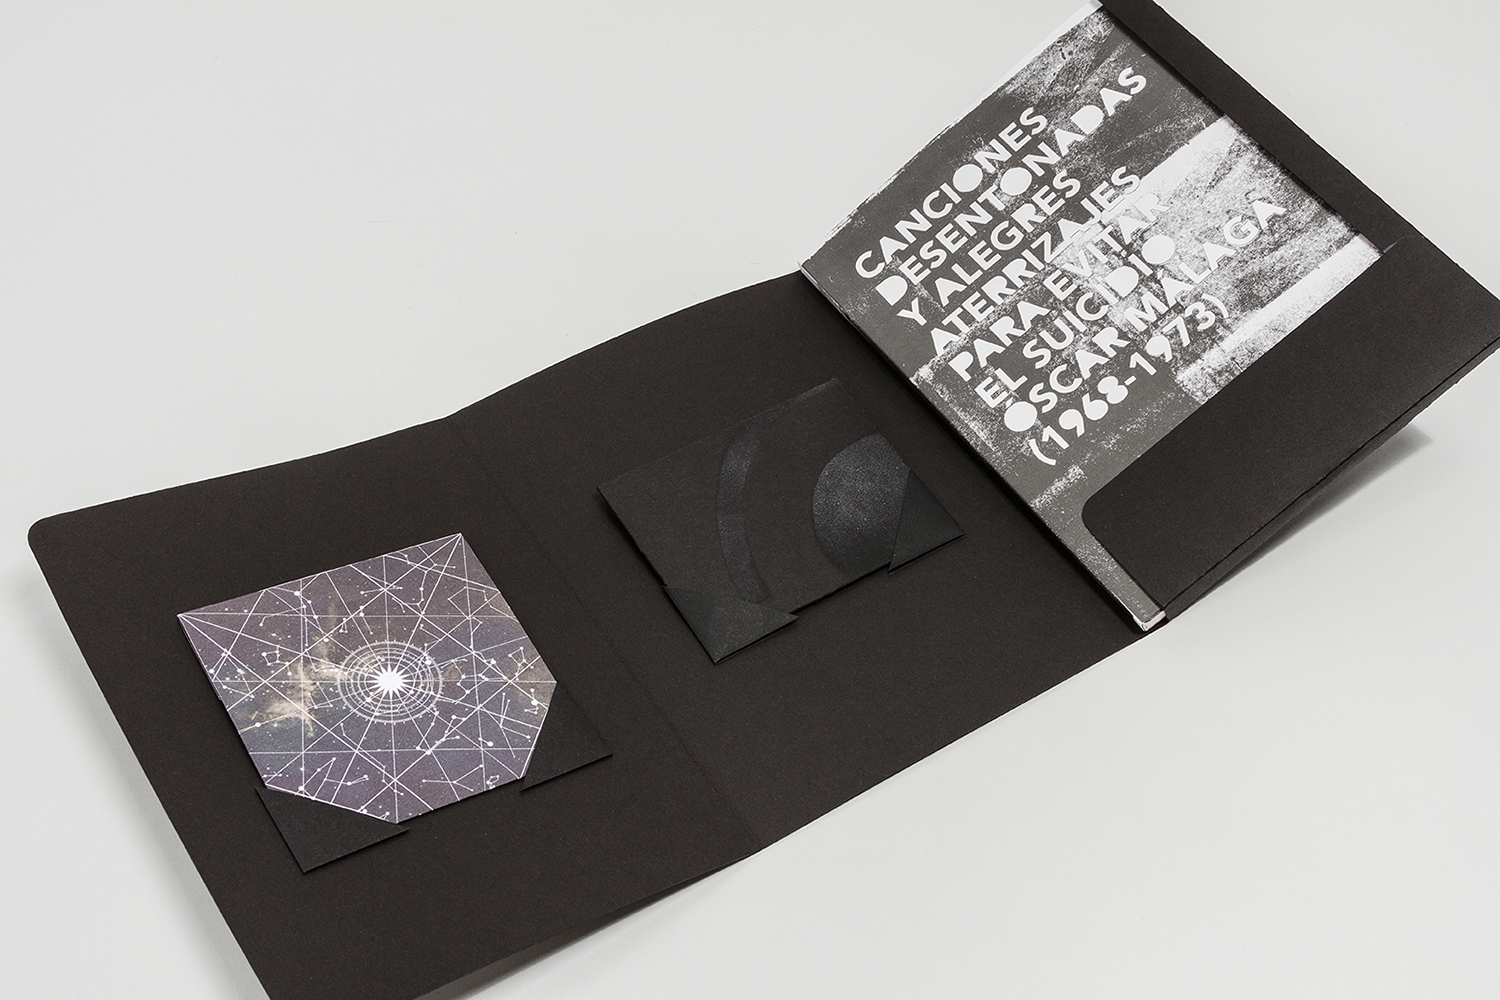 CANCIONES
DESENTONADAS
Y ALEGRES
ATERRIZAJES
PARA EVITAR
EL SUICIDIO
ÓSCAR MÁLAGA
(1968-1973)